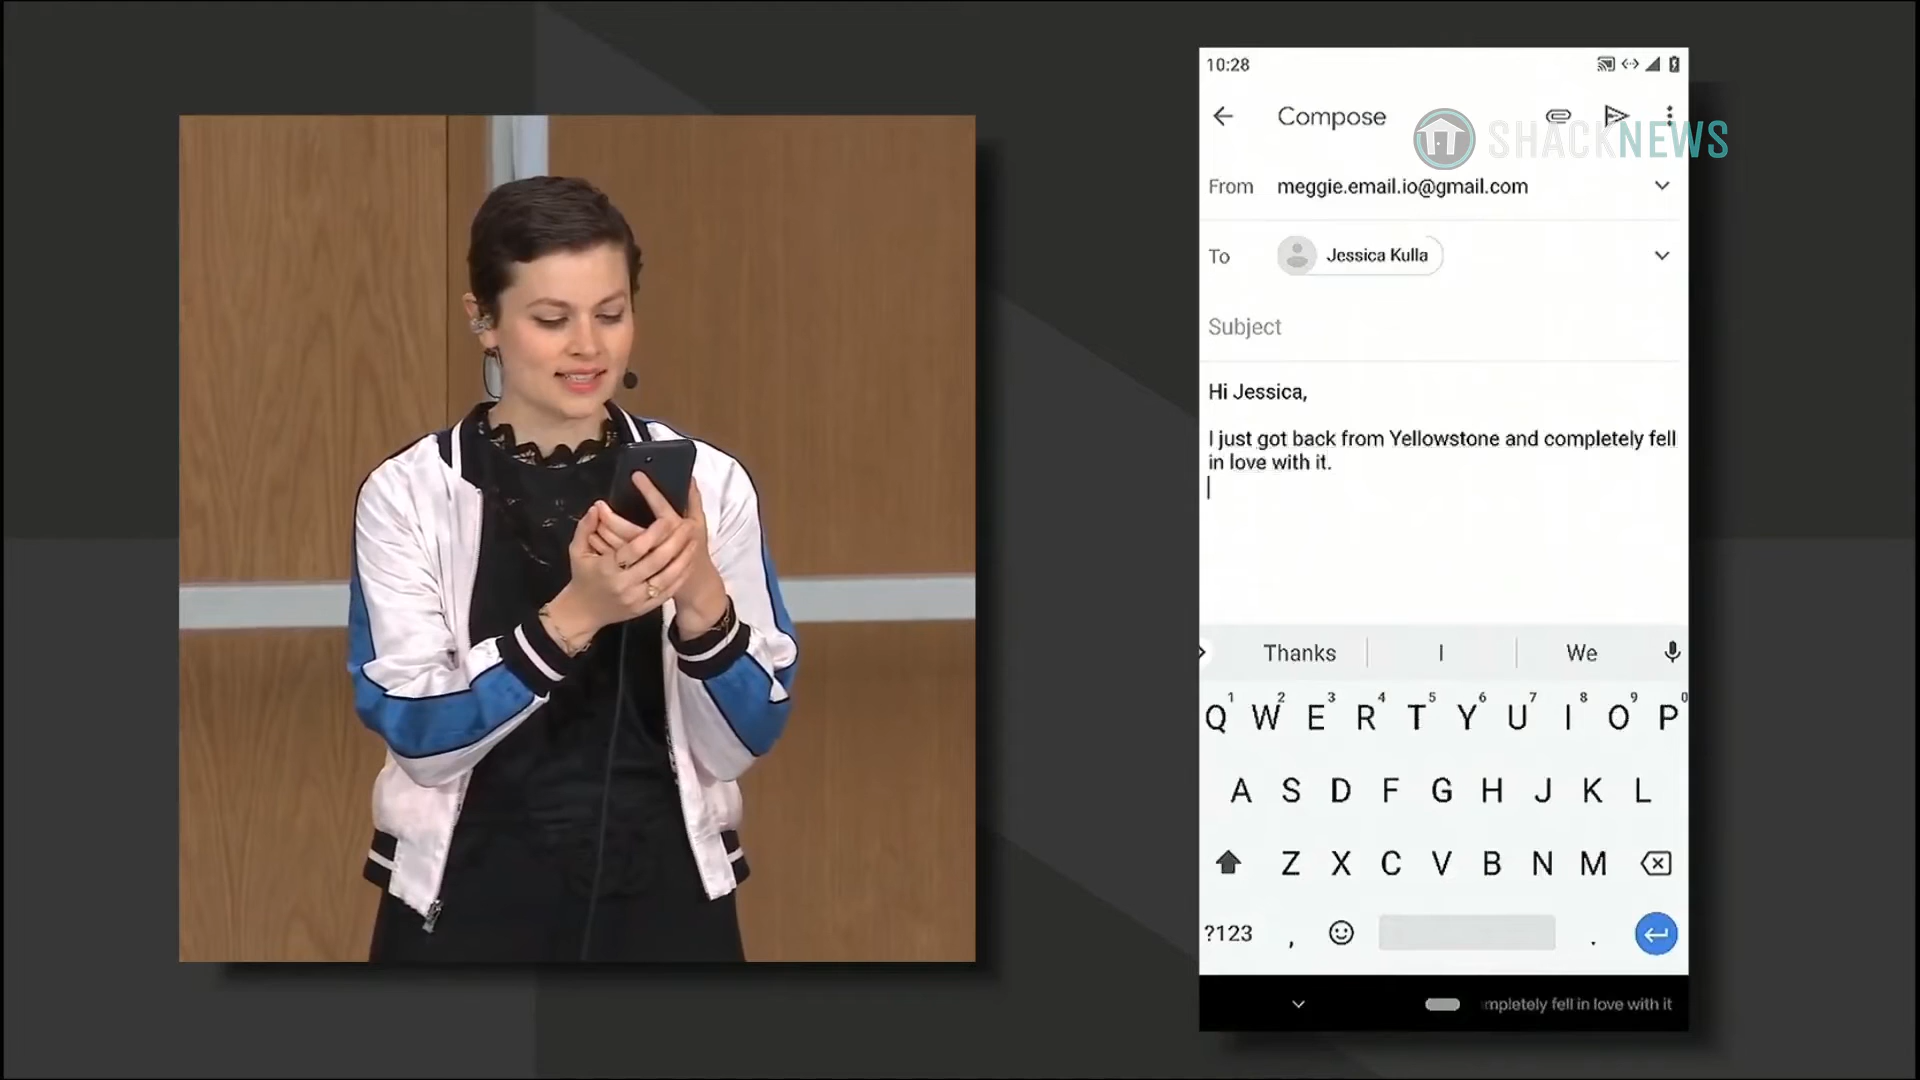 10:28
Compose
SHACKNEWS
From meggie.email.io@gmail.com
To Jessica Kulla
Subject
Hi Jessica,
I just got back from Yellowstone and completely fell
in love with it.
Thanks I We
1 2 3 4 5 6 7 8 9 0
Q W E R T Y U I O P
A S D F G H J K L
Z X C V B N M
?123 , .
mpletely fell in love with it